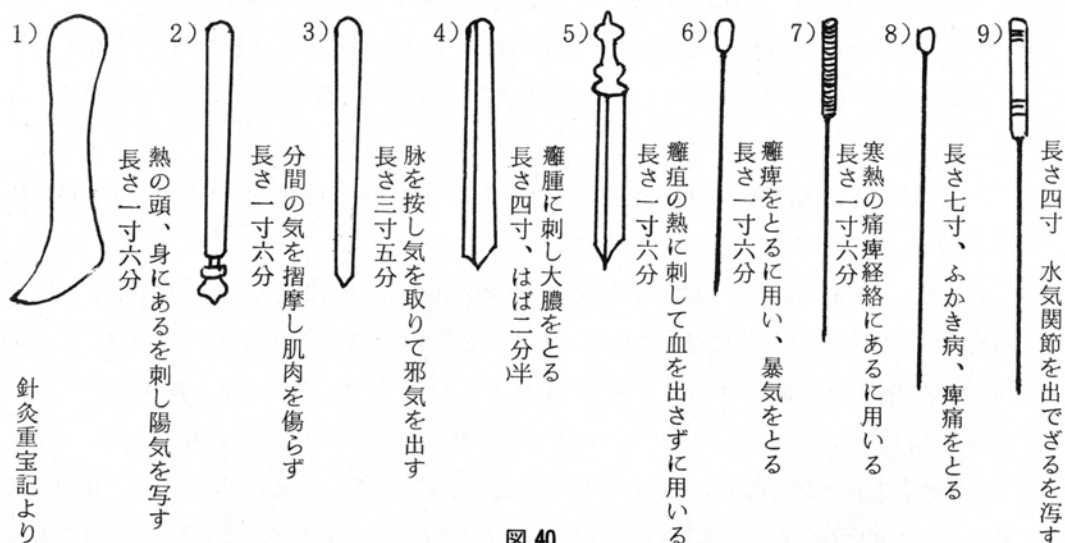 1)
熱の頭、身にあるを刺し陽気を写す
長さ一寸六分
2)
分間の気を摺摩し肌肉を傷らず
長さ一寸六分
3)
脉を按し気を取りて邪気を出す
長さ三寸五分
4)
癰腫に刺し大膿をとる
長さ四寸、はば二分半)
5)
癰疽の熱に刺して血を出さずに用いる
長さ一寸六分
6)
癰痺をとるに用い、暴気をとる
長さ一寸六分
7)
寒熱の痛痺経絡にあるに用いる
長さ一寸六分
8)
長さ七寸、ふかき病、痺痛をとる
9)
長さ四寸　水気関節を出でざるを泻す
針灸重宝記より
図 40